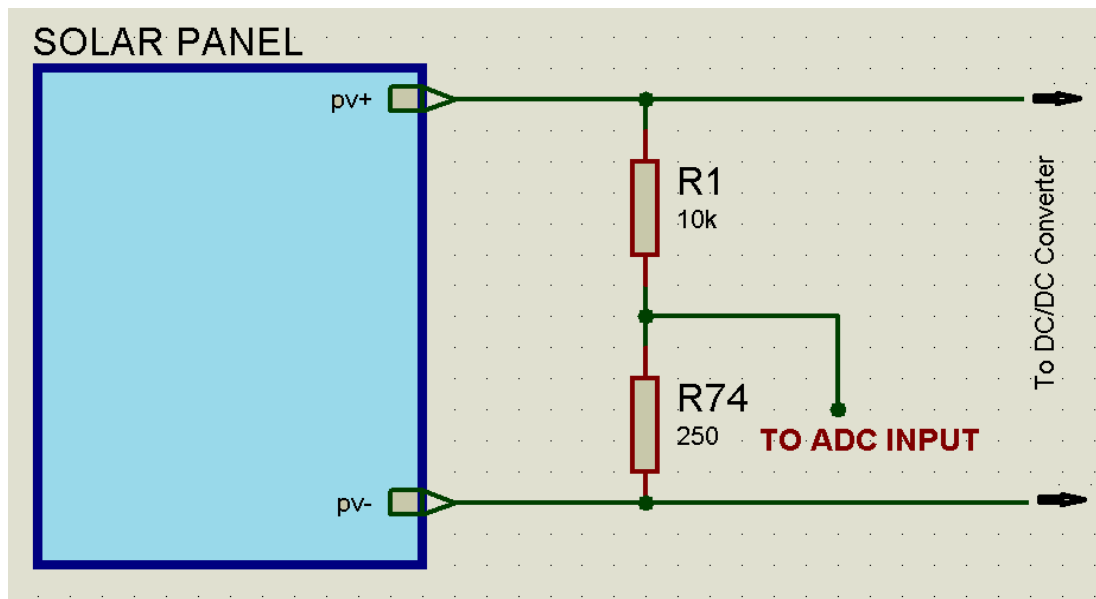 SOLAR PANEL
pv+
R1
10k
To DC/DC Converter
R74
250
TO ADC INPUT
pv-